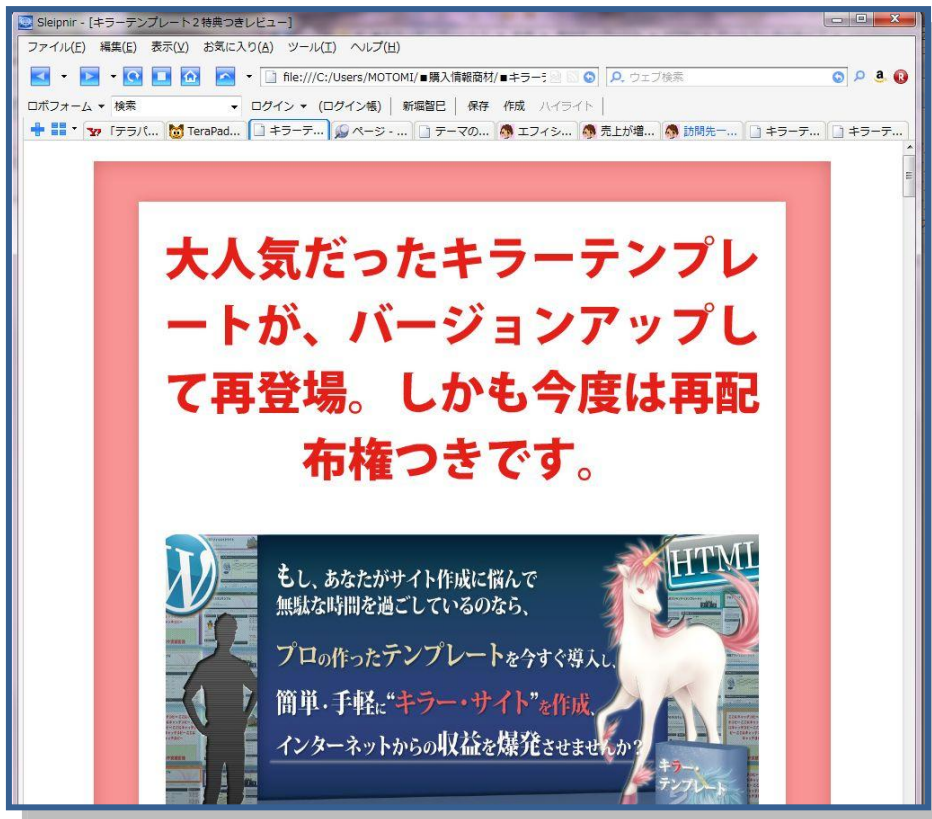 Sleipnir - [キラーテンプレート２特典つきレビュー]
ファイル(F) 編集(E) 表示(V) お気に入り(A) ツール(T) ヘルプ(H)
file:///C:/Users/MOTOMI/■購入情報商材/■キラーテ ウェブ検索
ロボフォーム 検索 ログイン (ログイン帳) 新堀智巳 保存 作成 ハイライト
「テラパ... TeraPad... キラーテ... ページ - ... テーマの... エフィシ... 売上が増... 訪問先一... キラーテ... キラーテ...
大人気だったキラーテンプレ
ートが、バージョンアップし
て再登場。しかも今度は再配
布権つきです。
HTML
もし、あなたがサイト作成に悩んで
無駄な時間を過ごしているのなら、
プロの作ったテンプレートを今すぐ導入し、
簡単・手軽に“キラー・サイト”を作成、
インターネットからの収益を爆発させませんか?
キラー・
テンプレート